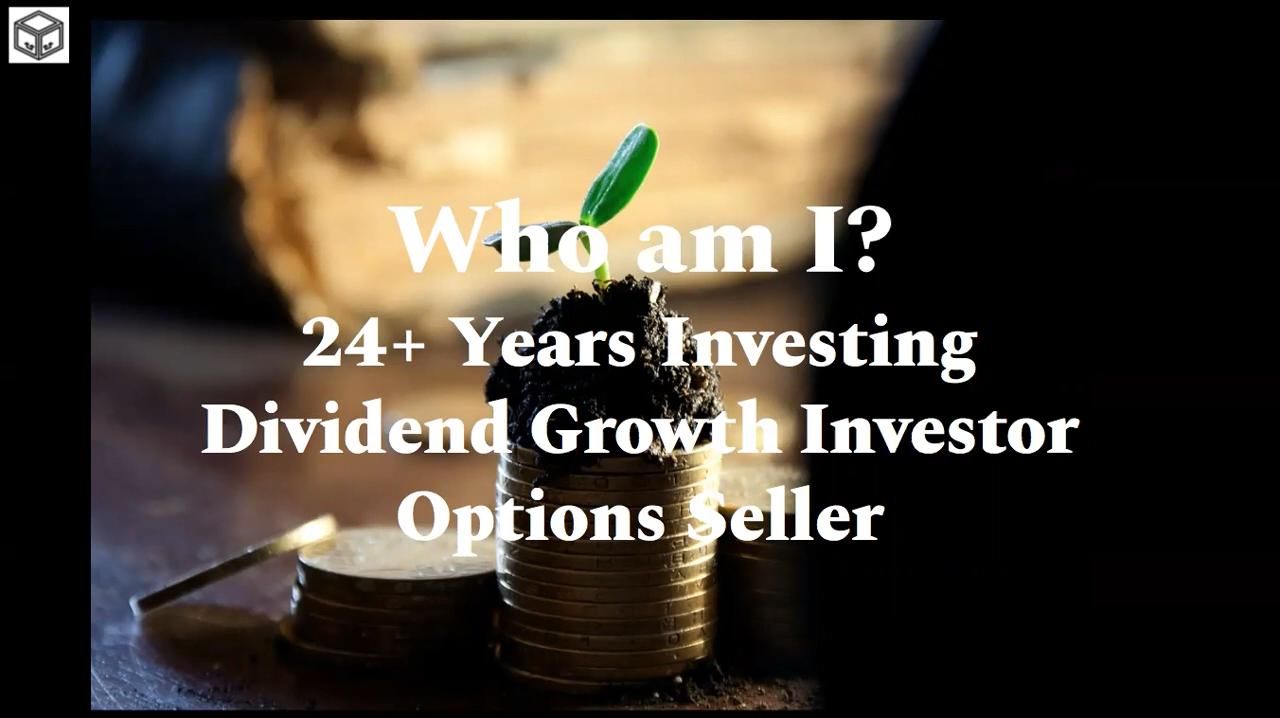 Who am I?
24+ Years Investing
Dividend Growth Investor
Options Seller